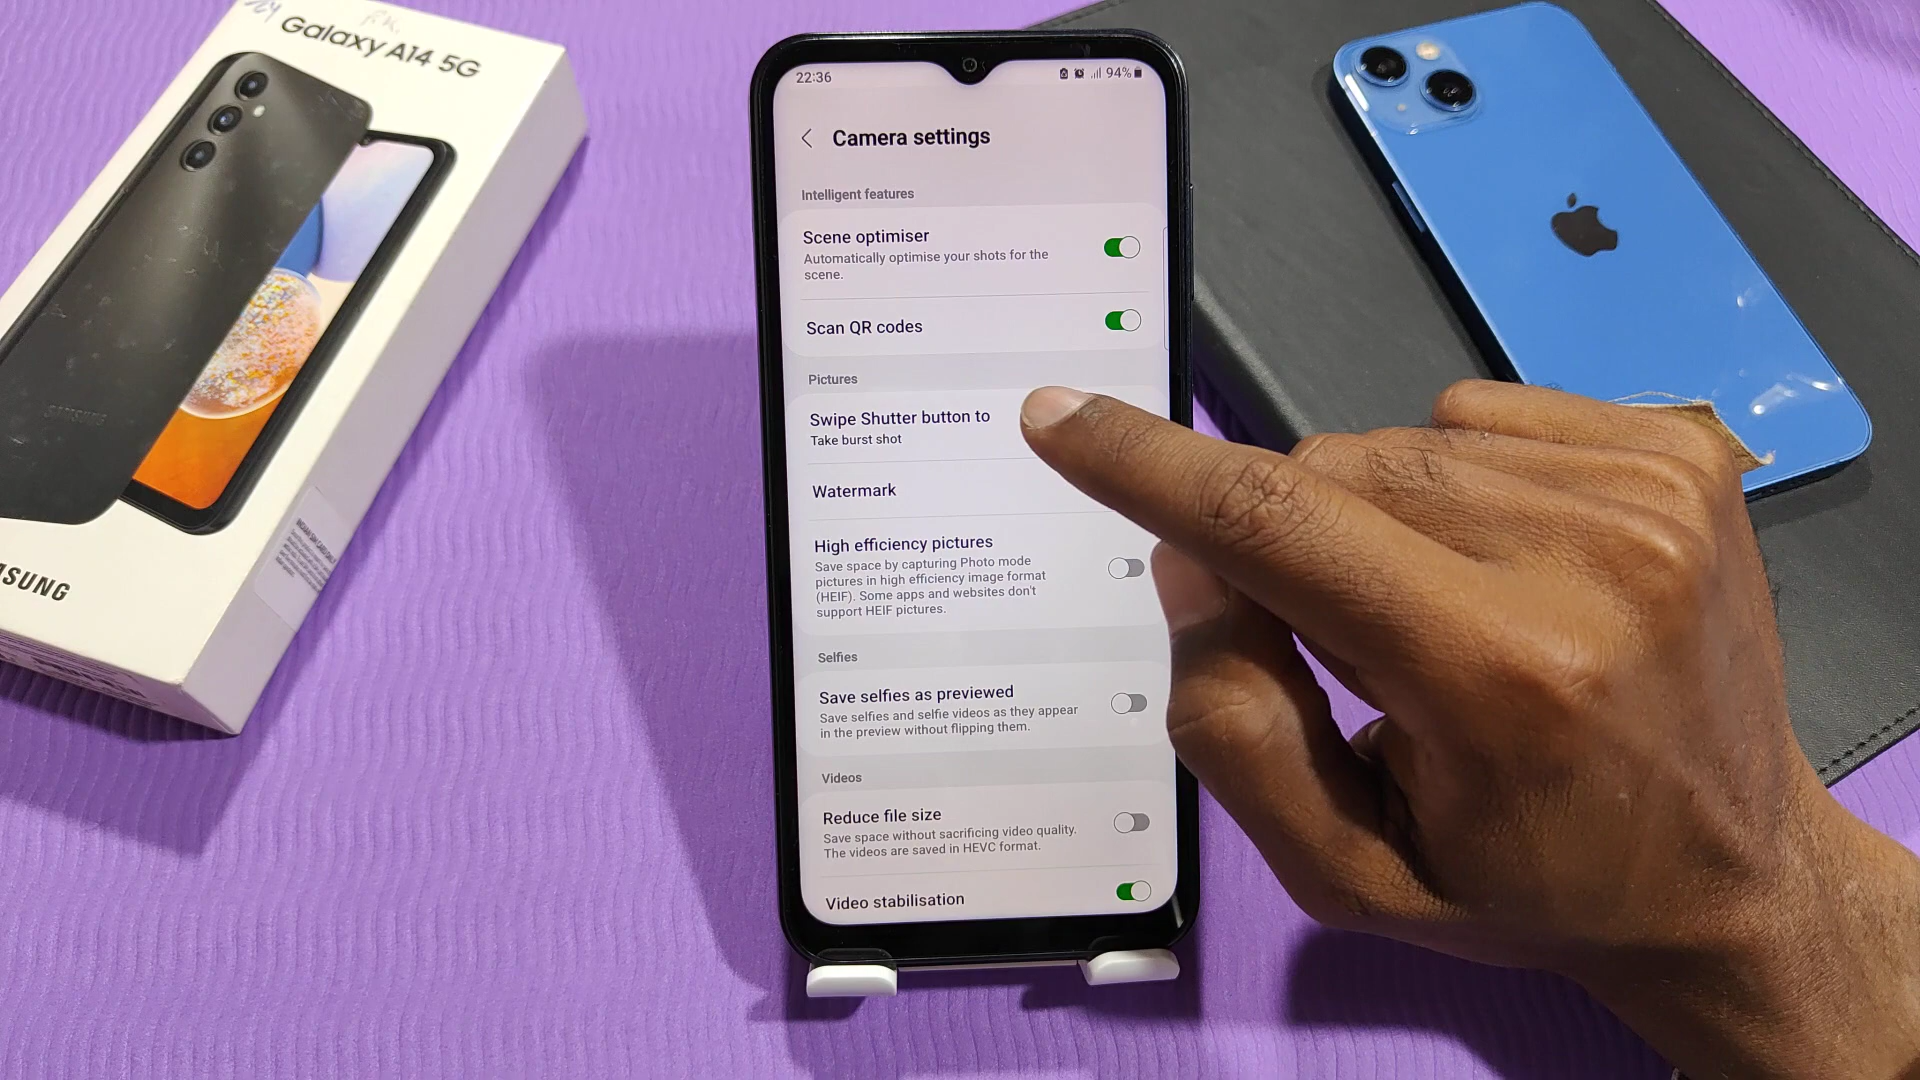 Galaxy A14 5G
SAMSUNG
22:36
94%
Camera settings
Intelligent features
Scene optimiser
Automatically optimise your shots for the
scene.
Scan QR codes
Pictures
Swipe Shutter button to
Take burst shot
Watermark
High efficiency pictures
Save space by capturing Photo mode
pictures in high efficiency image format
(HEIF). Some apps and websites don't
support HEIF pictures.
Selfies
Save selfies as previewed
Save selfies and selfie videos as they appear
in the preview without flipping them.
Videos
Reduce file size
Save space without sacrificing video quality.
The videos are saved in HEVC format.
Video stabilisation